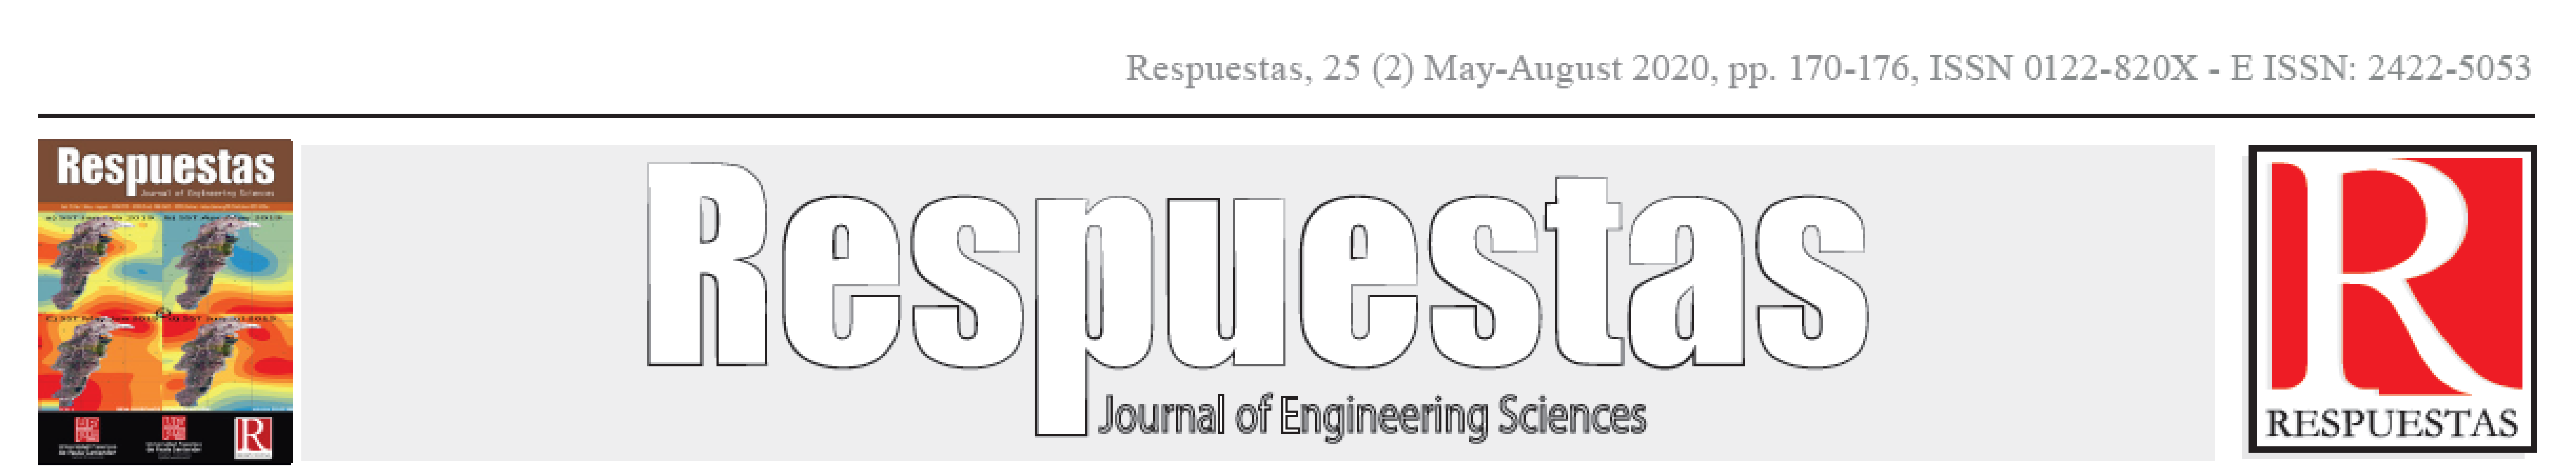 Respuestas, 25 (2) May-August 2020, pp. 170-176, ISSN 0122-820X - E ISSN: 2422-5053
Respuestas
Journal of Engineering Sciences
Respuestas
Journal of Engineering Sciences
R
RESPUESTAS
R